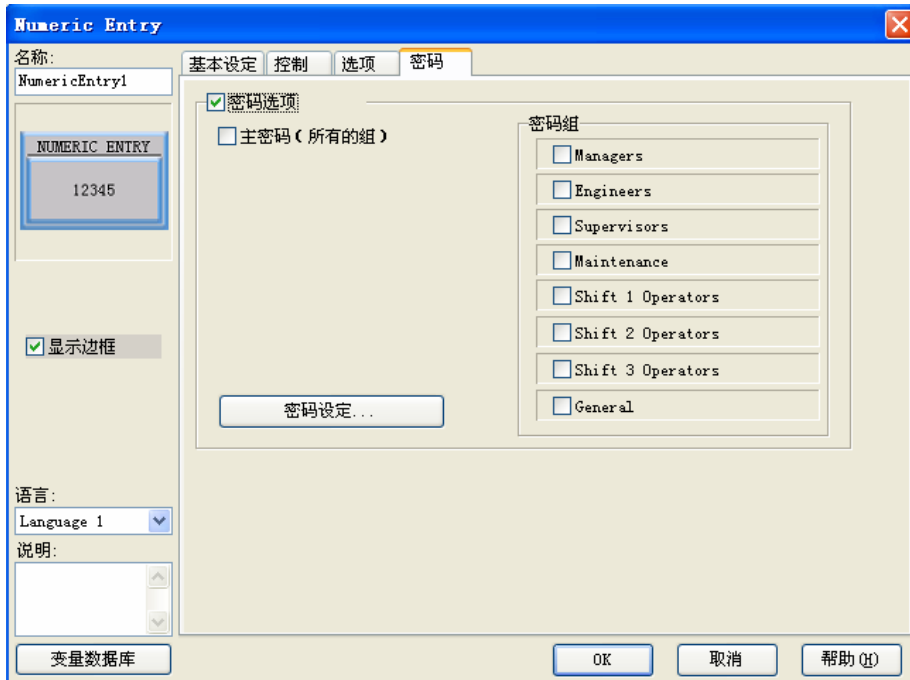 Numeric Entry
名称:
NumericEntry1
NUMERIC ENTRY
12345
显示边框
语言:
Language 1
说明:
变量数据库
基本设定 控制 选项 密码
密码选项
主密码(所有的组)
密码设定...
密码组
Managers
Engineers
Supervisors
Maintenance
Shift 1 Operators
Shift 2 Operators
Shift 3 Operators
General
OK 取消 帮助(H)